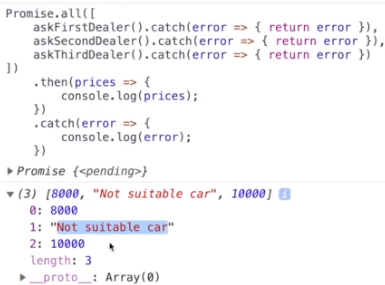 Promise.all([
    askFirstDealer().catch(error => { return error }),
    askSecondDealer().catch(error => { return error }),
    askThirdDealer().catch(error => { return error })
])
    .then(prices => {
        console.log(prices);
    })
    .catch(error => {
        console.log(error);
    })
▶ Promise {<pending>}
▼ (3) [8000, "Not suitable car", 10000] i
    0: 8000
    1: "Not suitable car"
    2: 10000
    length: 3
  ▶ __proto__: Array(0)